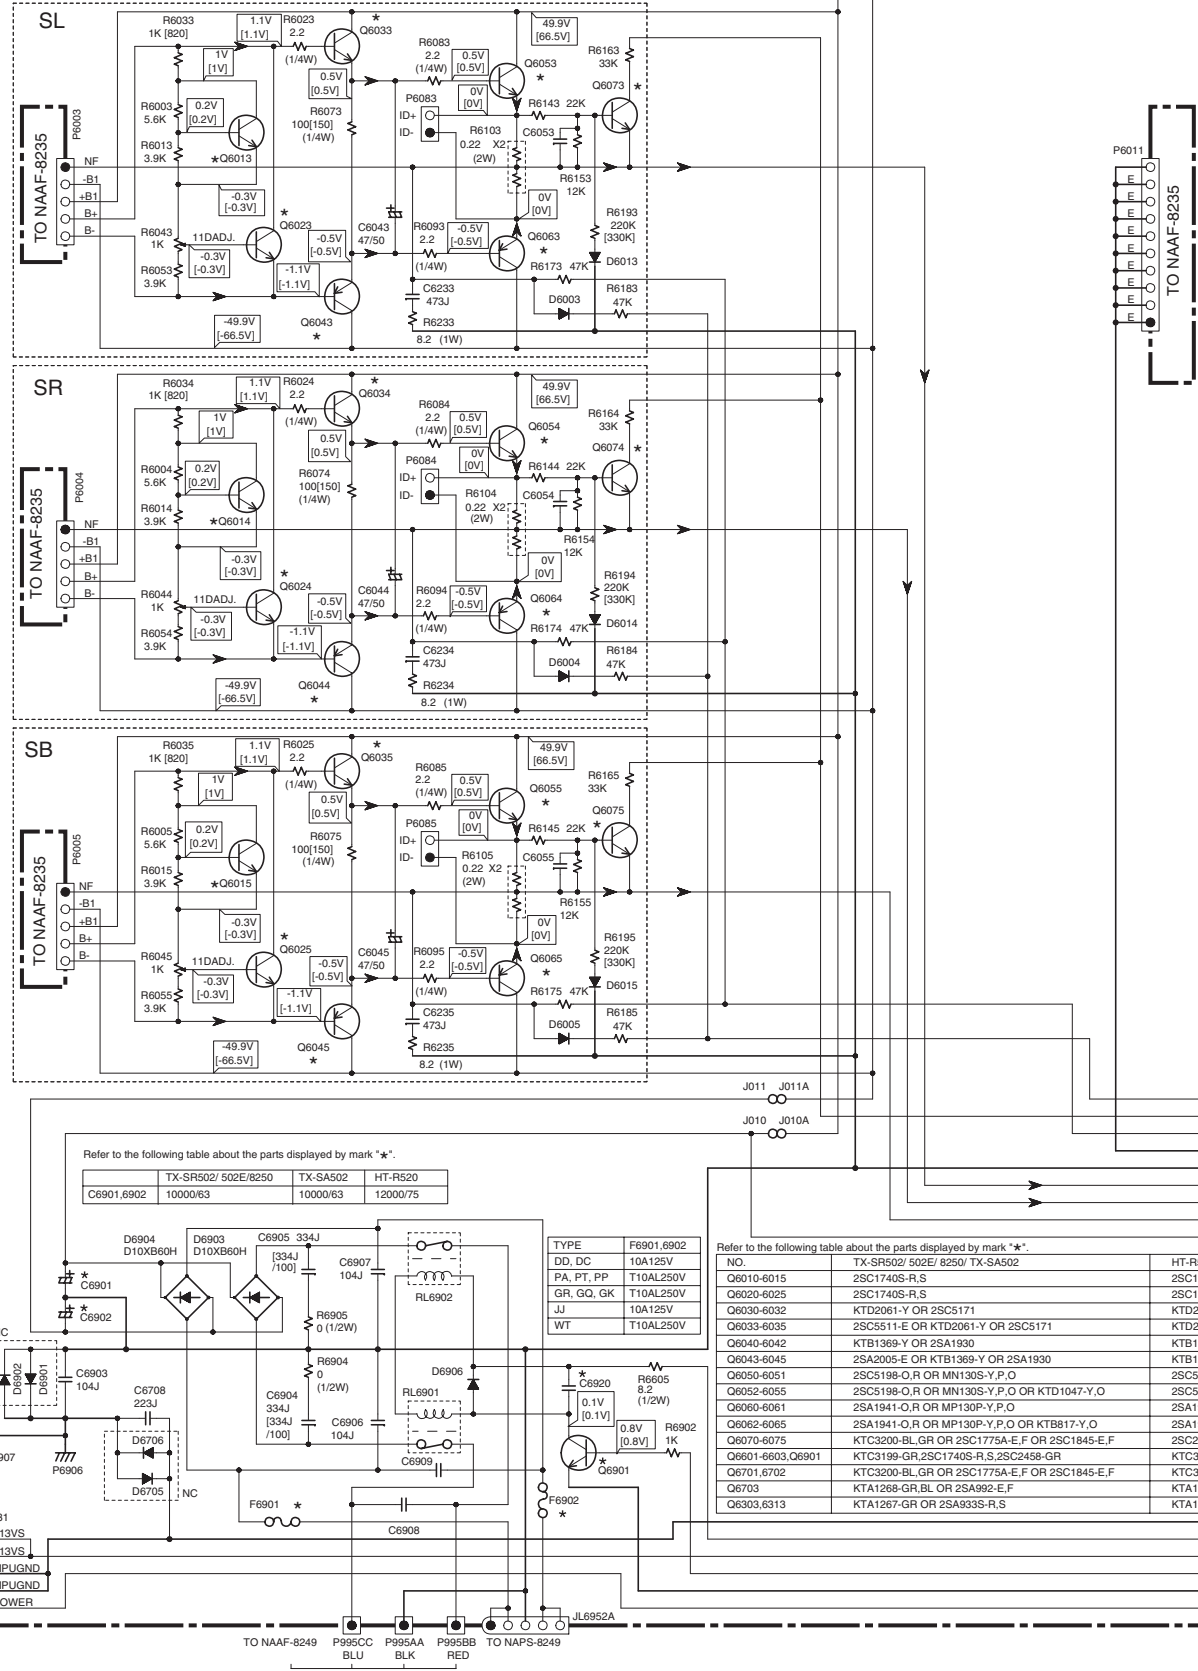 SL
R6033
1K [820]
1.1V
[1.1V]
R6023
2.2
(1/4W)
*
Q6033
49.9V
[66.5V]
1V
[1V]
R6083
2.2
(1/4W)
0.5V
[0.5V]
Q6053
*
R6163
33K
Q6073 *
P6003
TO NAAF-8235
R6003
5.6K
0.2V
[0.2V]
R6013
3.9K
*Q6013
0.5V
[0.5V]
R6073
100[150]
(1/4W)
P6083
ID+
ID-
0V
[0V]
R6143 22K
R6103
0.22 X2
(2W)
C6053
R6153
12K
NF
-B1
+B1
B+
B-
-0.3V
[-0.3V]
R6043
1K
11DADJ.
-0.3V
[-0.3V]
R6053
3.9K
*
Q6023
-0.5V
[-0.5V]
C6043
47/50
R6093
2.2
(1/4W)
-0.5V
[-0.5V]
0V
[0V]
Q6063
*
R6193
220K
[330K]
D6013
R6173 47K
-1.1V
[-1.1V]
C6233
473J
D6003
R6183
47K
-49.9V
[-66.5V]
Q6043
*
R6233
8.2 (1W)
P6011
E
E
E
E
E
E
E
E
E
TO NAAF-8235
SR
R6034
1K [820]
1.1V
[1.1V]
R6024
2.2
(1/4W)
*
Q6034
49.9V
[66.5V]
1V
[1V]
R6084
2.2
(1/4W)
0.5V
[0.5V]
Q6054
*
R6164
33K
Q6074 *
P6004
TO NAAF-8235
R6004
5.6K
0.2V
[0.2V]
R6014
3.9K
*Q6014
0.5V
[0.5V]
R6074
100[150]
(1/4W)
P6084
ID+
ID-
0V
[0V]
R6144 22K
R6104
0.22 X2
(2W)
C6054
R6154
12K
NF
-B1
+B1
B+
B-
-0.3V
[-0.3V]
R6044
1K
11DADJ.
-0.3V
[-0.3V]
R6054
3.9K
*
Q6024
-0.5V
[-0.5V]
C6044
47/50
R6094
2.2
(1/4W)
-0.5V
[-0.5V]
0V
[0V]
Q6064
*
R6194
220K
[330K]
D6014
R6174 47K
-1.1V
[-1.1V]
C6234
473J
D6004
R6184
47K
-49.9V
[-66.5V]
Q6044
*
R6234
8.2 (1W)
SB
R6035
1K [820]
1.1V
[1.1V]
R6025
2.2
(1/4W)
*
Q6035
49.9V
[66.5V]
1V
[1V]
R6085
2.2
(1/4W)
0.5V
[0.5V]
Q6055
*
R6165
33K
Q6075
*
P6005
TO NAAF-8235
R6005
5.6K
0.2V
[0.2V]
R6015
3.9K
*Q6015
0.5V
[0.5V]
R6075
100[150]
(1/4W)
P6085
ID+
ID-
0V
[0V]
R6145 22K
R6105
0.22 X2
(2W)
C6055
R6155
12K
NF
-B1
+B1
B+
B-
-0.3V
[-0.3V]
R6045
1K
11DADJ.
-0.3V
[-0.3V]
R6055
3.9K
*
Q6025
-0.5V
[-0.5V]
C6045
47/50
R6095
2.2
(1/4W)
-0.5V
[-0.5V]
0V
[0V]
Q6065
*
R6195
220K
[330K]
D6015
R6175 47K
-1.1V
[-1.1V]
C6235
473J
D6005
R6185
47K
-49.9V
[-66.5V]
Q6045
*
R6235
8.2 (1W)
J011 J011A
J010 J010A
Refer to the following table about the parts displayed by mark "*".
TX-SR502/ 502E/8250 TX-SA502 HT-R520
C6901,6902 10000/63 10000/63 12000/75
D6904
D10XB60H
D6903
D10XB60H
C6905 334J
[334J
/100]
C6907
104J
RL6902
*
C6901
*
C6902
R6905
0 (1/2W)
R6904
0
(1/2W)
TYPE F6901,6902
DD, DC 10A125V
PA, PT, PP T10AL250V
GR, GQ, GK T10AL250V
JJ 10A125V
WT T10AL250V
Refer to the following table about the parts displayed by mark "*".
NO. TX-SR502/ 502E/ 8250/ TX-SA502 HT-R5
Q6010-6015 2SC1740S-R,S 2SC1
Q6020-6025 2SC1740S-R,S 2SC1
Q6030-6032 KTD2061-Y OR 2SC5171 KTD2
Q6033-6035 2SC5511-E OR KTD2061-Y OR 2SC5171 KTD2
Q6040-6042 KTB1369-Y OR 2SA1930 KTB1
Q6043-6045 2SA2005-E OR KTB1369-Y OR 2SA1930 KTB1
Q6050-6051 2SC5198-O,R OR MN130S-Y,P,O 2SC5
Q6052-6055 2SC5198-O,R OR MN130S-Y,P,O OR KTD1047-Y,O 2SC5
Q6060-6061 2SA1941-O,R OR MP130P-Y,P,O 2SA1
Q6062-6065 2SA1941-O,R OR MP130P-Y,P,O OR KTB817-Y,O 2SA1
Q6070-6075 KTC3200-BL,GR OR 2SC1775A-E,F OR 2SC1845-E,F 2SC2
Q6601-6603,Q6901 KTC3199-GR,2SC1740S-R,S,2SC2458-GR KTC3
Q6701,6702 KTC3200-BL,GR OR 2SC1775A-E,F OR 2SC1845-E,F KTC3
Q6703 KTA1268-GR,BL OR 2SA992-E,F KTA1
Q6303,6313 KTA1267-GR OR 2SA933S-R,S KTA1
C
D6902
D6901
C6903
104J
C6708
223J
C6904
334J
[334J
/100]
C6906
104J
RL6901
D6906
*
C6920
0.1V
[0.1V]
R6605
8.2
(1/2W)
0.8V
[0.8V]
R6902
1K
*
Q6901
907
P6906
D6706
D6705
NC
C6909
F6901 *
C6908
F6902
*
31
13VS
13VS
IPUGND
IPUGND
OWER
TO NAAF-8249
P995CC
BLU
P995AA
BLK
P995BB
RED
TO NAPS-8249
JL6952A